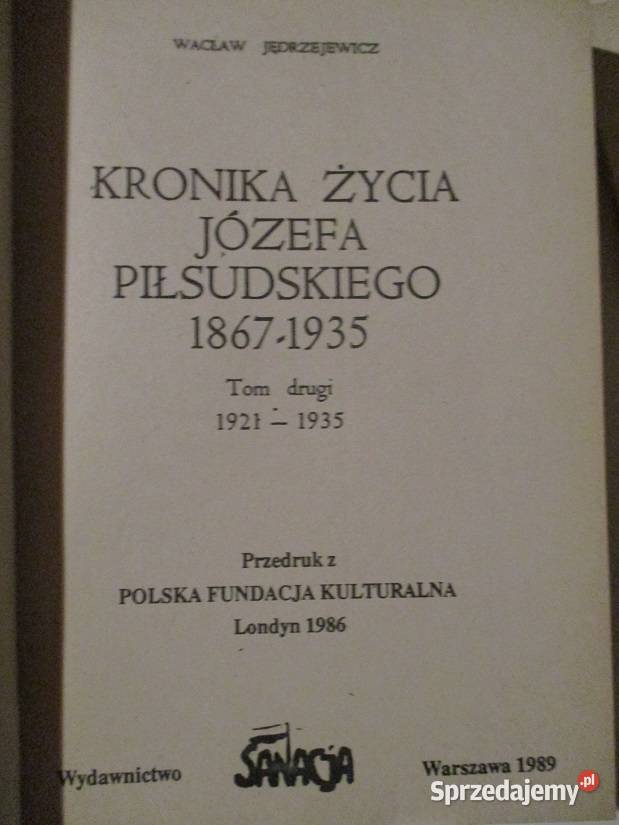 WACŁAW JĘDRZEJEWICZ
KRONIKA ŻYCIA
JÓZEFA
PIŁSUDSKIEGO
1867-1935
Tom drugi
1921 — 1935
Przedruk z
POLSKA FUNDACJA KULTURALNA
Londyn 1986
Wydawnictwo SANACJA Warszawa 1989
Sprzedajemy.pl